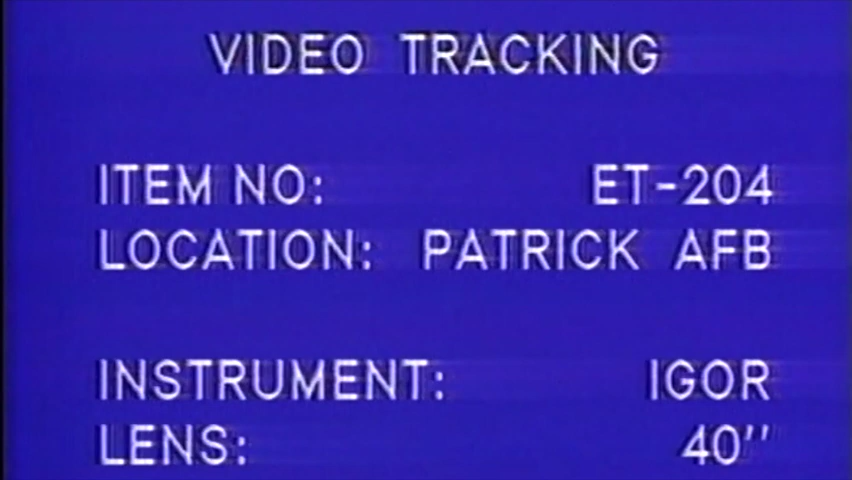 VIDEO TRACKING
ITEM NO: ET-204
LOCATION: PATRICK AFB
INSTRUMENT: IGOR
LENS: 40''